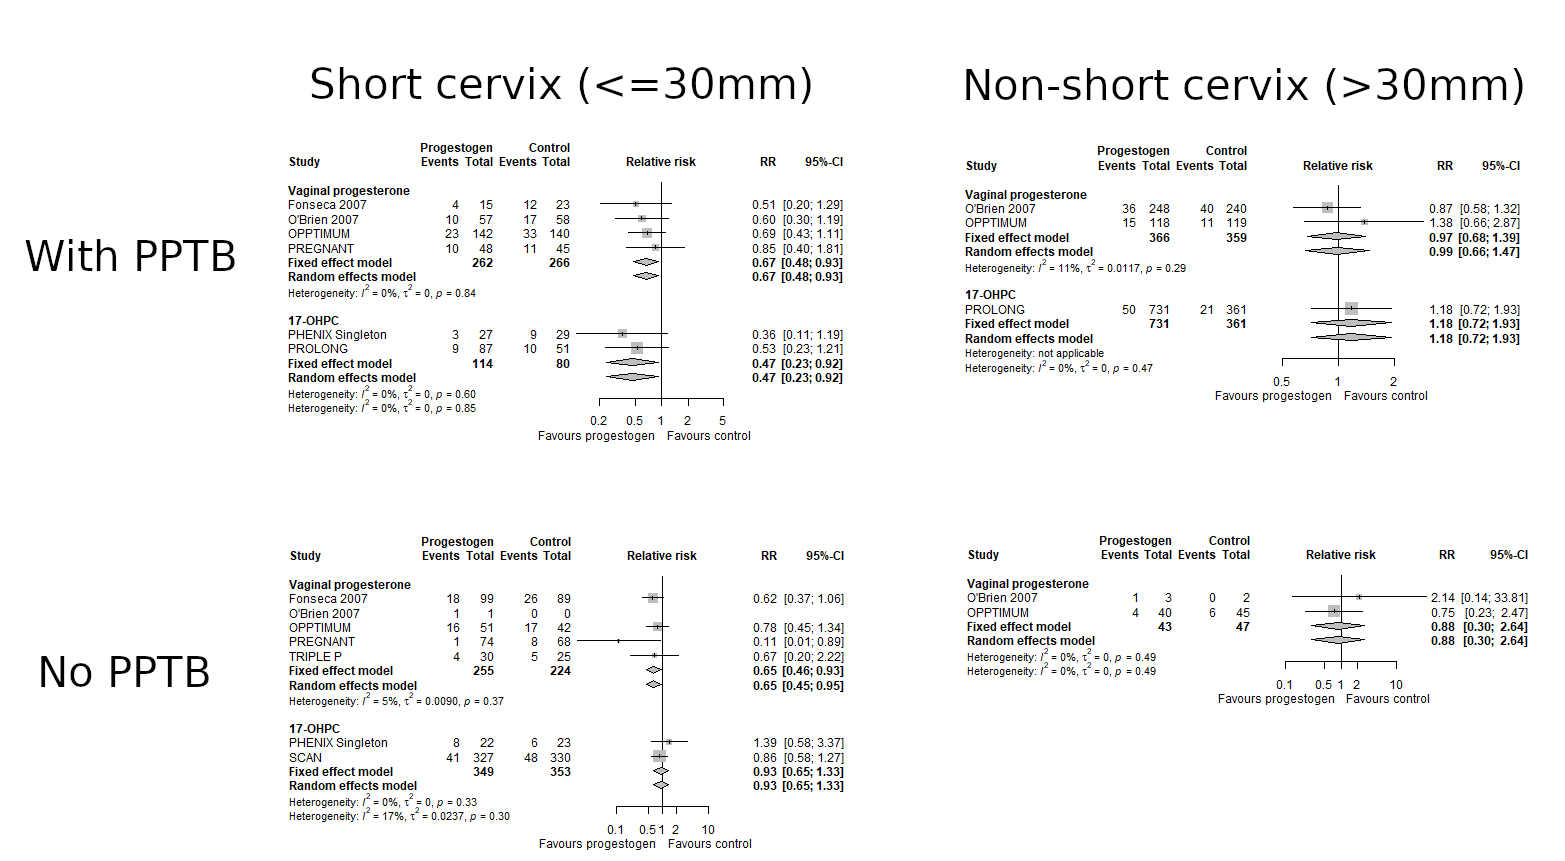 Short cervix (<=30mm)
Non-short cervix (>30mm)
With PPTB
Progestogen Control
Study Events Total Events Total Relative risk RR 95%-CI
Vaginal progesterone
Fonseca 2007 4 15 12 23 0.51 [0.20; 1.29]
O'Brien 2007 10 57 17 58 0.60 [0.30; 1.19]
OPPTIMUM 23 142 33 140 0.69 [0.43; 1.11]
PREGNANT 10 48 11 45 0.85 [0.40; 1.81]
Fixed effect model 262 266 0.67 [0.48; 0.93]
Random effects model 0.67 [0.48; 0.93]
Heterogeneity: I² = 0%, τ² = 0, p = 0.84
17-OHPC
PHENIX Singleton 3 27 9 29 0.36 [0.11; 1.19]
PROLONG 9 87 10 51 0.53 [0.23; 1.21]
Fixed effect model 114 80 0.47 [0.23; 0.92]
Random effects model 0.47 [0.23; 0.92]
Heterogeneity: I² = 0%, τ² = 0, p = 0.60
Heterogeneity: I² = 0%, τ² = 0, p = 0.85
0.2 0.5 1 2 5
Favours progestogen Favours control
Progestogen Control
Study Events Total Events Total Relative risk RR 95%-CI
Vaginal progesterone
O'Brien 2007 36 248 40 240 0.87 [0.58; 1.32]
OPPTIMUM 15 118 11 119 1.38 [0.66; 2.87]
Fixed effect model 366 359 0.97 [0.68; 1.39]
Random effects model 0.99 [0.66; 1.47]
Heterogeneity: I² = 11%, τ² = 0.0117, p = 0.29
17-OHPC
PROLONG 50 731 21 361 1.18 [0.72; 1.93]
Fixed effect model 731 361 1.18 [0.72; 1.93]
Random effects model 1.18 [0.72; 1.93]
Heterogeneity: not applicable
Heterogeneity: I² = 0%, τ² = 0, p = 0.47
0.5 1 2
Favours progestogen Favours control
No PPTB
Progestogen Control
Study Events Total Events Total Relative risk RR 95%-CI
Vaginal progesterone
Fonseca 2007 18 99 26 89 0.62 [0.37; 1.06]
O'Brien 2007 1 1 0 0
OPPTIMUM 16 51 17 42 0.78 [0.45; 1.34]
PREGNANT 1 74 8 68 0.11 [0.01; 0.89]
TRIPLE P 4 30 5 25 0.67 [0.20; 2.22]
Fixed effect model 255 224 0.65 [0.46; 0.93]
Random effects model 0.65 [0.45; 0.95]
Heterogeneity: I² = 5%, τ² = 0.0090, p = 0.37
17-OHPC
PHENIX Singleton 8 22 6 23 1.39 [0.58; 3.37]
SCAN 41 327 48 330 0.86 [0.58; 1.27]
Fixed effect model 349 353 0.93 [0.65; 1.33]
Random effects model 0.93 [0.65; 1.33]
Heterogeneity: I² = 0%, τ² = 0, p = 0.33
Heterogeneity: I² = 17%, τ² = 0.0237, p = 0.30
0.1 0.5 1 2 10
Favours progestogen Favours control
Progestogen Control
Study Events Total Events Total Relative risk RR 95%-CI
Vaginal progesterone
O'Brien 2007 1 3 0 2 2.14 [0.14; 33.81]
OPPTIMUM 4 40 6 45 0.75 [0.23; 2.47]
Fixed effect model 43 47 0.88 [0.30; 2.64]
Random effects model 0.88 [0.30; 2.64]
Heterogeneity: I² = 0%, τ² = 0, p = 0.49
Heterogeneity: I² = 0%, τ² = 0, p = 0.49
0.1 0.5 1 2 10
Favours progestogen Favours control